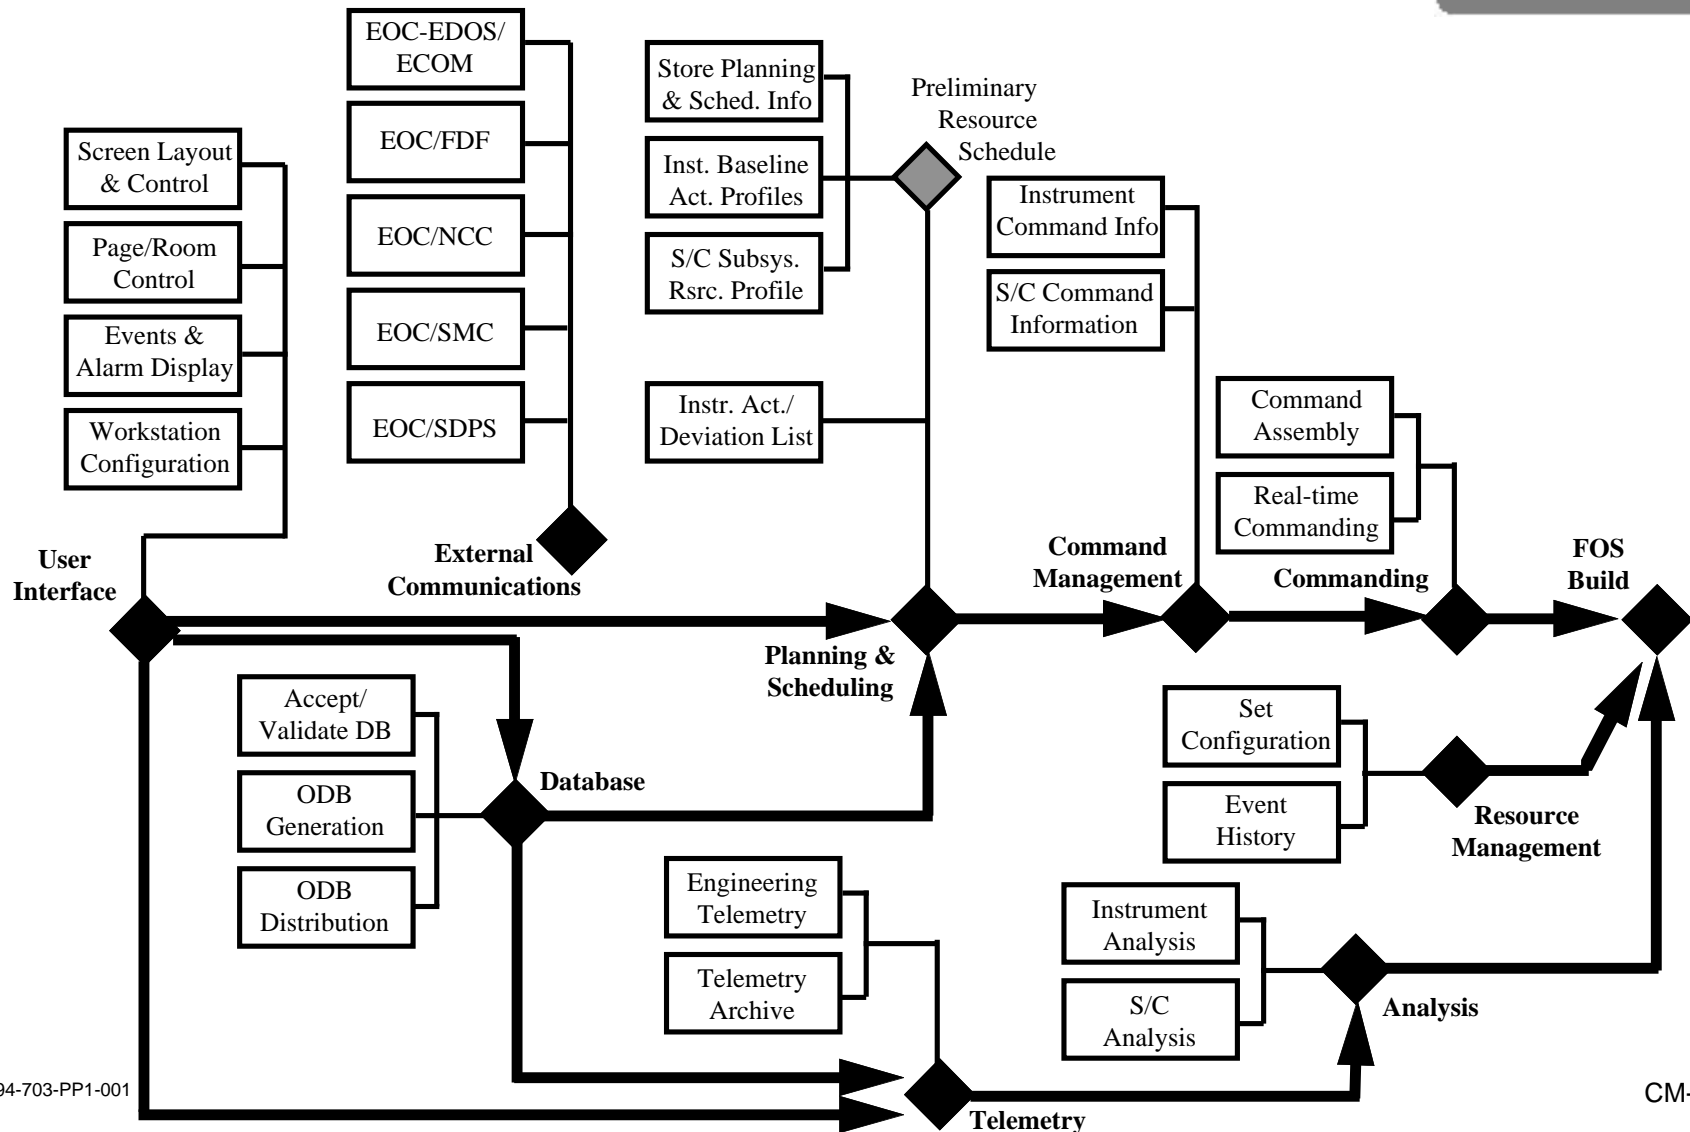 EOC-EDOS/
ECOM
EOC/FDF
EOC/NCC
EOC/SMC
EOC/SDPS
External
Communications
Screen Layout
& Control
Page/Room
Control
Events &
Alarm Display
Workstation
Configuration
User
Interface
Store Planning
& Sched. Info
Inst. Baseline
Act. Profiles
S/C Subsys.
Rsrc. Profile
Preliminary
Resource
Schedule
Instr. Act./
Deviation List
Planning &
Scheduling
Instrument
Command Info
S/C Command
Information
Command
Management
Command
Assembly
Real-time
Commanding
Commanding
FOS
Build
Accept/
Validate DB
ODB
Generation
ODB
Distribution
Database
Set
Configuration
Event
History
Resource
Management
Engineering
Telemetry
Telemetry
Archive
Telemetry
Instrument
Analysis
S/C
Analysis
Analysis
94-703-PP1-001
CM-